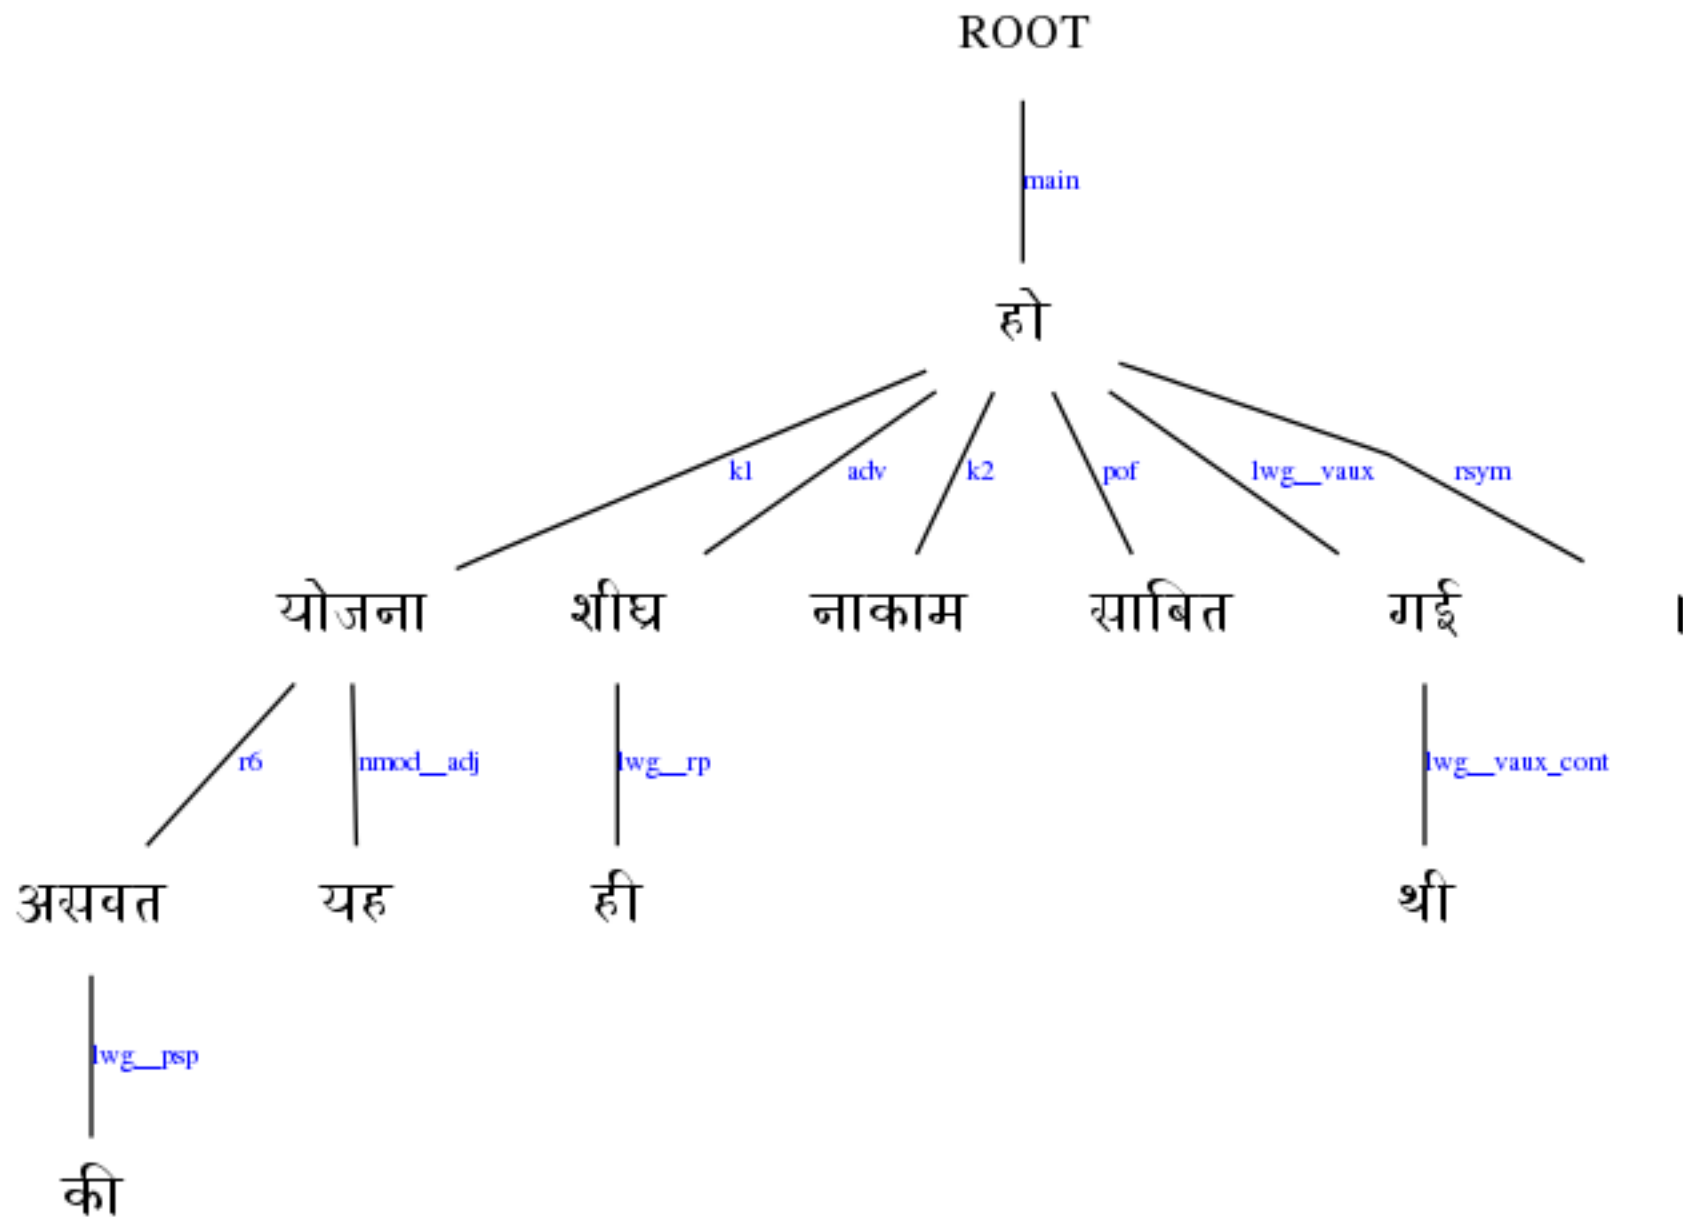 ROOT
main
हो
k1 adv k2 pof lwg__vaux rsym
योजना शीघ्र नाकाम साबित गई ।
r6 nmod__adj lwg__rp lwg__vaux_cont
असवत यह ही थी
lwg__psp
की